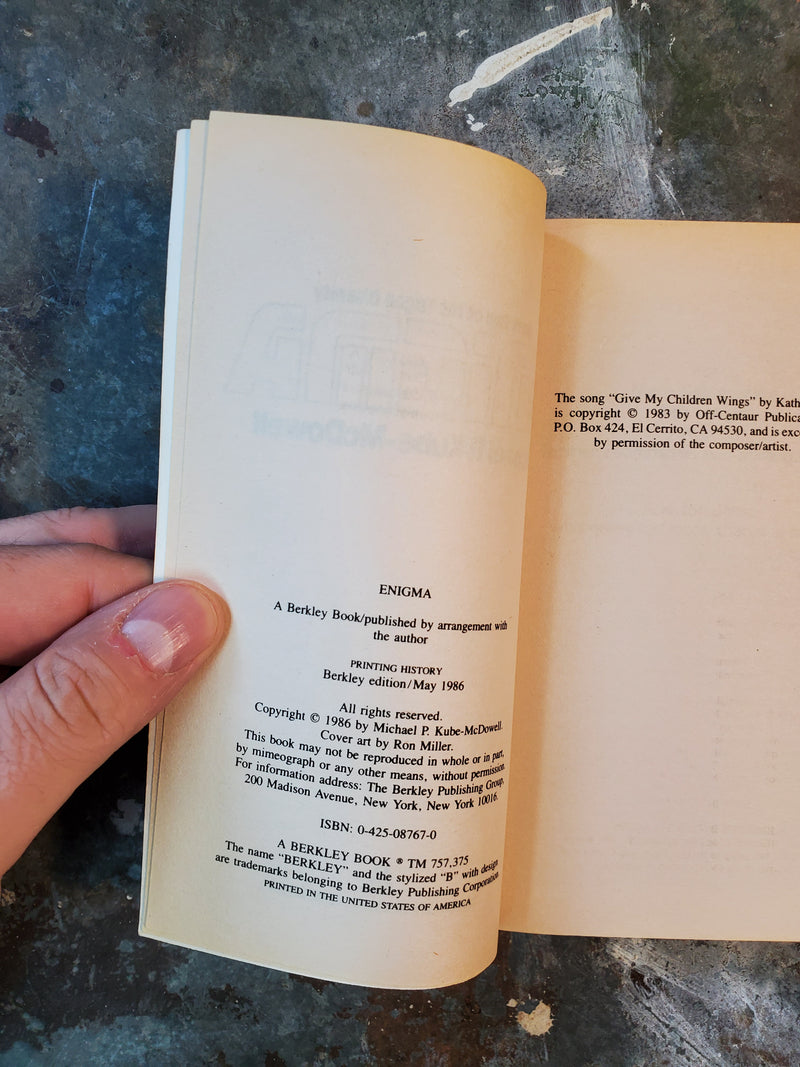 ENIGMA
A Berkley Book/published by arrangement with
the author
PRINTING HISTORY
Berkley edition/May 1986
All rights reserved.
Copyright © 1986 by Michael P. Kube-McDowell.
Cover art by Ron Miller.
This book may not be reproduced in whole or in part,
by mimeograph or any other means, without permission.
For information address: The Berkley Publishing Group,
200 Madison Avenue, New York, New York 10016.
ISBN: 0-425-08767-0
A BERKLEY BOOK ® TM 757,375
The name "BERKLEY" and the stylized "B" with design
are trademarks belonging to Berkley Publishing Corporation
PRINTED IN THE UNITED STATES OF AMERICA
The song "Give My Children Wings" by Kath
is copyright © 1983 by Off-Centaur Publica
P.O. Box 424, El Cerrito, CA 94530, and is exce
by permission of the composer/artist.